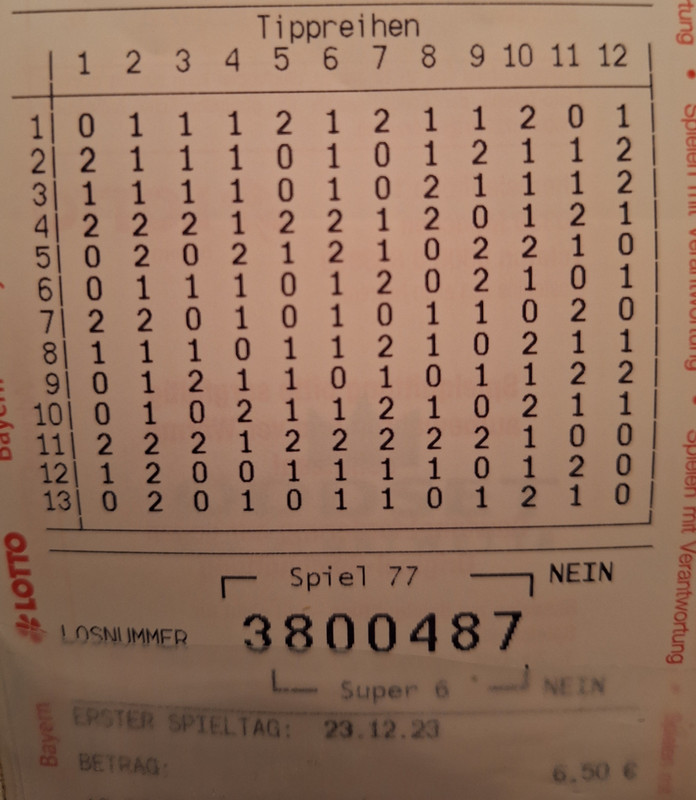 Tippreihen
1 2 3 4 5 6 7 8 9 10 11 12
1 0 1 1 1 2 1 2 1 1 2 0 1
2 2 1 1 1 0 1 0 1 2 1 1 2
3 1 1 1 1 0 1 0 2 1 1 1 2
4 2 2 2 1 2 2 1 2 0 1 2 1
5 0 2 0 2 1 2 1 0 2 2 1 0
6 0 1 1 1 0 1 2 0 2 1 0 1
7 2 2 0 1 0 1 0 1 1 0 2 0
8 1 1 1 0 1 1 2 1 0 2 1 1
9 0 1 2 1 1 0 1 0 1 1 2 2
10 0 1 0 2 1 1 2 1 0 2 1 1
11 2 2 2 1 2 2 2 2 2 1 0 0
12 1 2 0 0 1 1 1 1 0 1 2 0
13 0 2 0 1 0 1 1 0 1 2 1 0
Spiel 77 NEIN
LOSNUMMER 3800487
Super 6 NEIN
ERSTER SPIELTAG: 23.12.23
BETRAG: 6.50 €
Bayern
LOTTO
Bayern
Spielen mit Verantwortung
Spielen mit Verantwortung